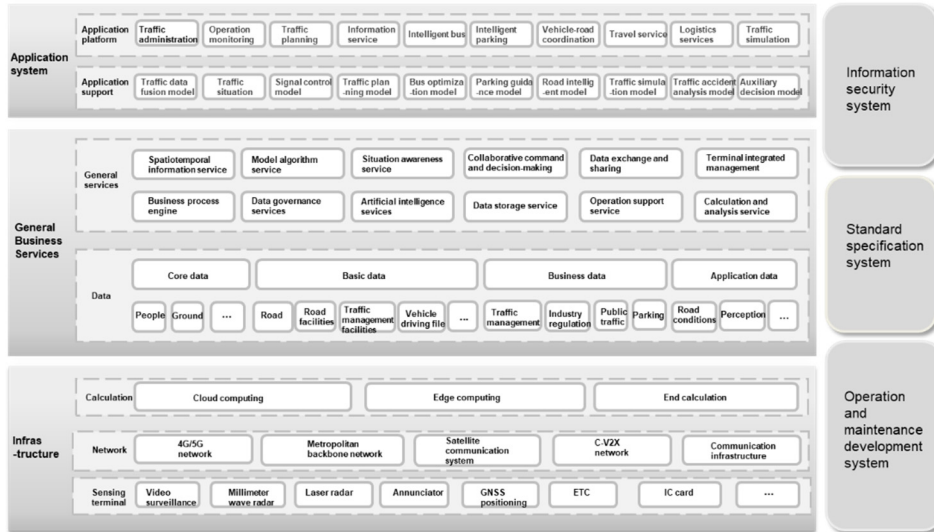 Application system
Application platform
Traffic administration
Operation monitoring
Traffic planning
Information service
Intelligent bus
Intelligent parking
Vehicle-road coordination
Travel service
Logistics services
Traffic simulation
Application support
Traffic data fusion model
Traffic situation
Signal control model
Traffic plan -ning model
Bus optimiza -tion model
Parking guida -nce model
Road intellig -ent model
Traffic simula -tion model
Traffic accident analysis model
Auxiliary decision model
General Business Services
General services
Spatiotemporal information service
Model algorithm service
Situation awareness service
Collaborative command and decision-making
Data exchange and sharing
Terminal integrated management
Business process engine
Data governance services
Artificial intelligence sevices
Data storage service
Operation support service
Calculation and analysis service
Data
Core data
Basic data
Business data
Application data
People
Ground
...
Road
Road facilities
Traffic management facilities
Vehicle driving file
...
Traffic management
Industry regulation
Public traffic
Parking
Road conditions
Perception
...
Infras -tructure
Calculation
Cloud computing
Edge computing
End calculation
Network
4G/5G network
Metropolitan backbone network
Satellite communication system
C-V2X network
Communication infrastructure
Sensing terminal
Video surveillance
Millimeter wave radar
Laser radar
Annunciator
GNSS positioning
ETC
IC card
...
Information security system
Standard specification system
Operation and maintenance development system